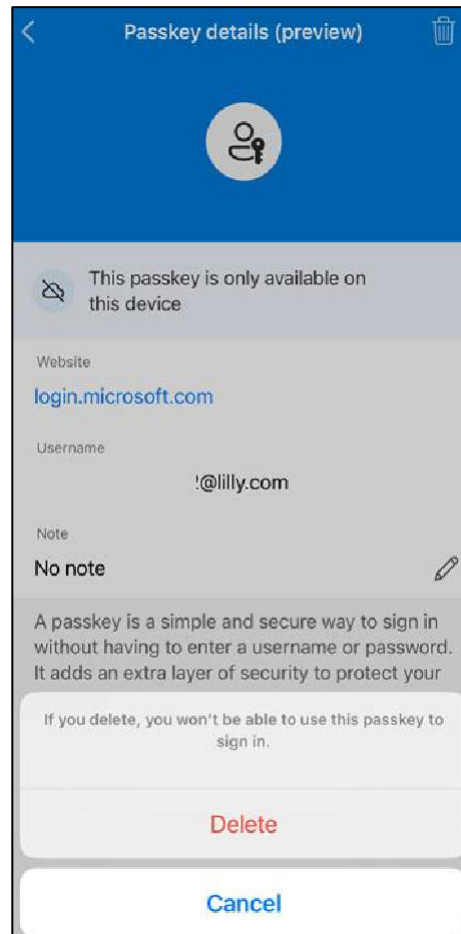 Passkey details (preview)
This passkey is only available on
this device
Website
login.microsoft.com
Username
@lilly.com
Note
No note
A passkey is a simple and secure way to sign in
without having to enter a username or password.
It adds an extra layer of security to protect your
If you delete, you won't be able to use this passkey to
sign in.
Delete
Cancel